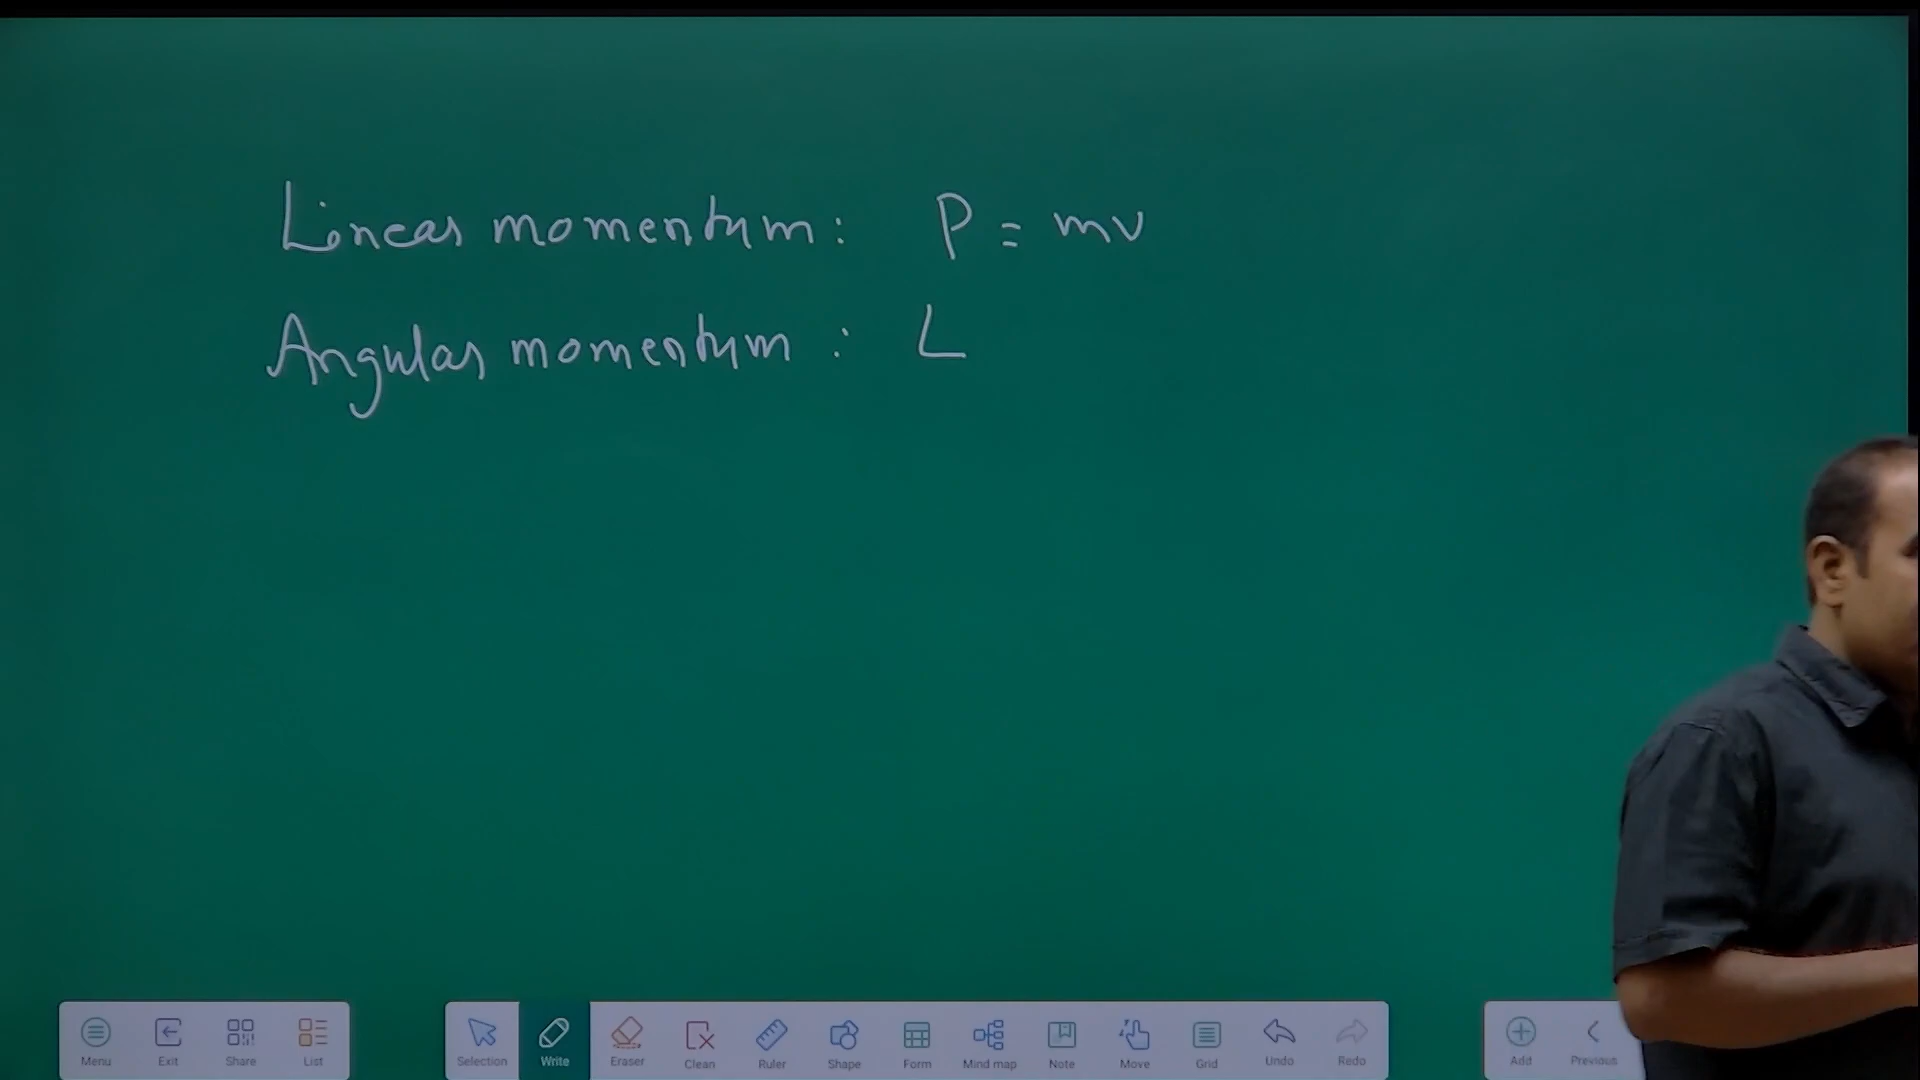 Linear momentum: P = mv
Angular momentum : L
Menu Exit Share List Selection Write Eraser Clean Ruler Shape Form Mind map Note Move Grid Undo Redo Add Previous